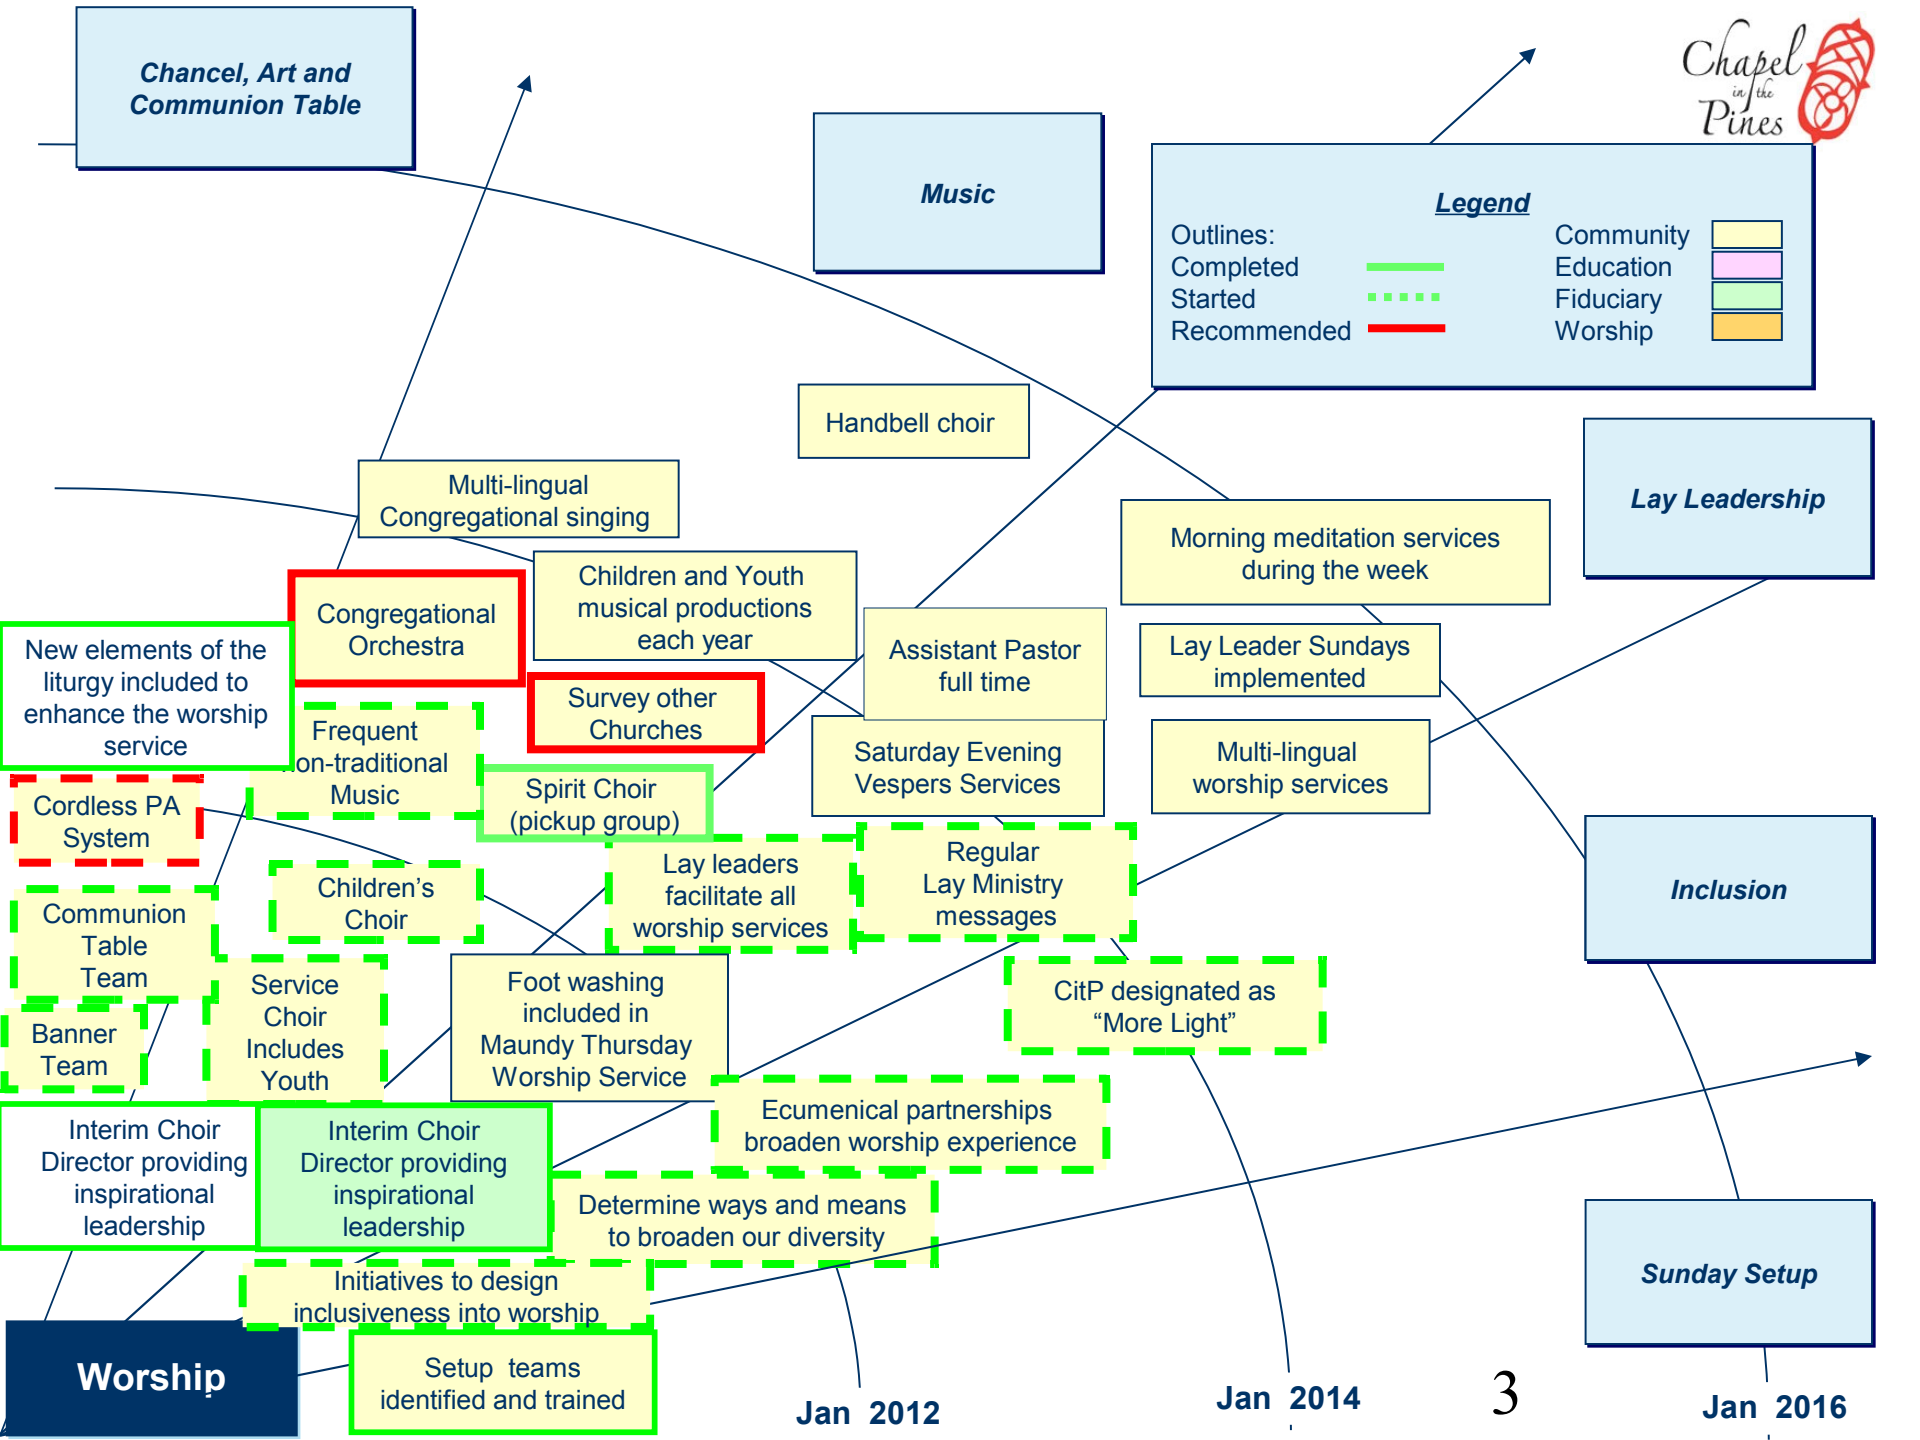 Chancel, Art and
Communion Table
Chapel
in the
Pines
Music
Legend
Outlines:
Completed
Started
Recommended
Community
Education
Fiduciary
Worship
Handbell choir
Multi-lingual
Congregational singing
Lay Leadership
Morning meditation services
during the week
Children and Youth
musical productions
each year
Congregational
Orchestra
New elements of the
liturgy included to
enhance the worship
service
Assistant Pastor
full time
Lay Leader Sundays
implemented
Survey other
Churches
Frequent
non-traditional
Music
Saturday Evening
Vespers Services
Multi-lingual
worship services
Spirit Choir
(pickup group)
Cordless PA
System
Lay leaders
facilitate all
worship services
Regular
Lay Ministry
messages
Inclusion
Children's
Choir
Communion
Table
Team
Service
Choir
Includes
Youth
Foot washing
included in
Maundy Thursday
Worship Service
CitP designated as
“More Light”
Banner
Team
Ecumenical partnerships
broaden worship experience
Interim Choir
Director providing
inspirational
leadership
Interim Choir
Director providing
inspirational
leadership
Determine ways and means
to broaden our diversity
Sunday Setup
Initiatives to design
inclusiveness into worship
Worship
Setup teams
identified and trained
Jan 2012
Jan 2014
3
Jan 2016